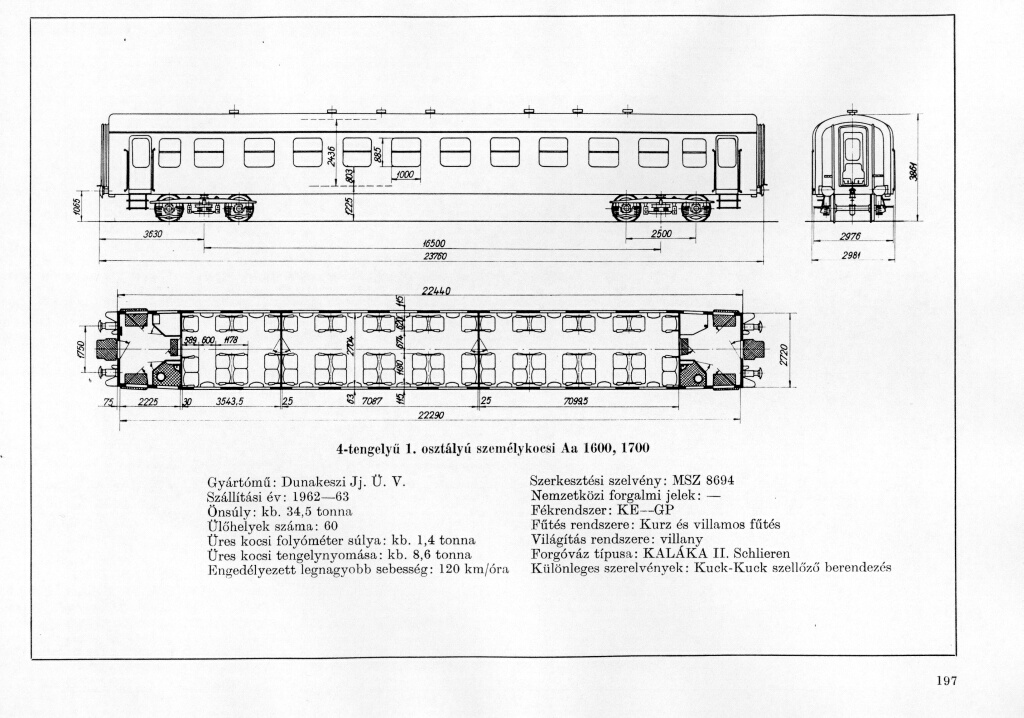 2436
803
885
1000
1225
1065
3630
16500
23760
2500
3861
2976
2981
22440
115
620
674
1180
115
2704
63
589 600 1178
1750
2720
75 2225 30 3543,5 25 7087 25 7099,5
22290
4-tengelyű 1. osztályú személykocsi Aa 1600, 1700
Gyártómű: Dunakeszi Jj. Ü. V.
Szállítási év: 1962—63
Önsúly: kb. 34,5 tonna
Ülőhelyek száma: 60
Üres kocsi folyóméter súlya: kb. 1,4 tonna
Üres kocsi tengelynyomása: kb. 8,6 tonna
Engedélyezett legnagyobb sebesség: 120 km/óra
Szerkesztési szelvény: MSZ 8694
Nemzetközi forgalmi jelek: —
Fékrendszer: KE—GP
Fűtés rendszere: Kurz és villamos fűtés
Világítás rendszere: villany
Forgóváz típusa: KALÁKA II. Schlieren
Különleges szerelvények: Kuck-Kuck szellőző berendezés
197